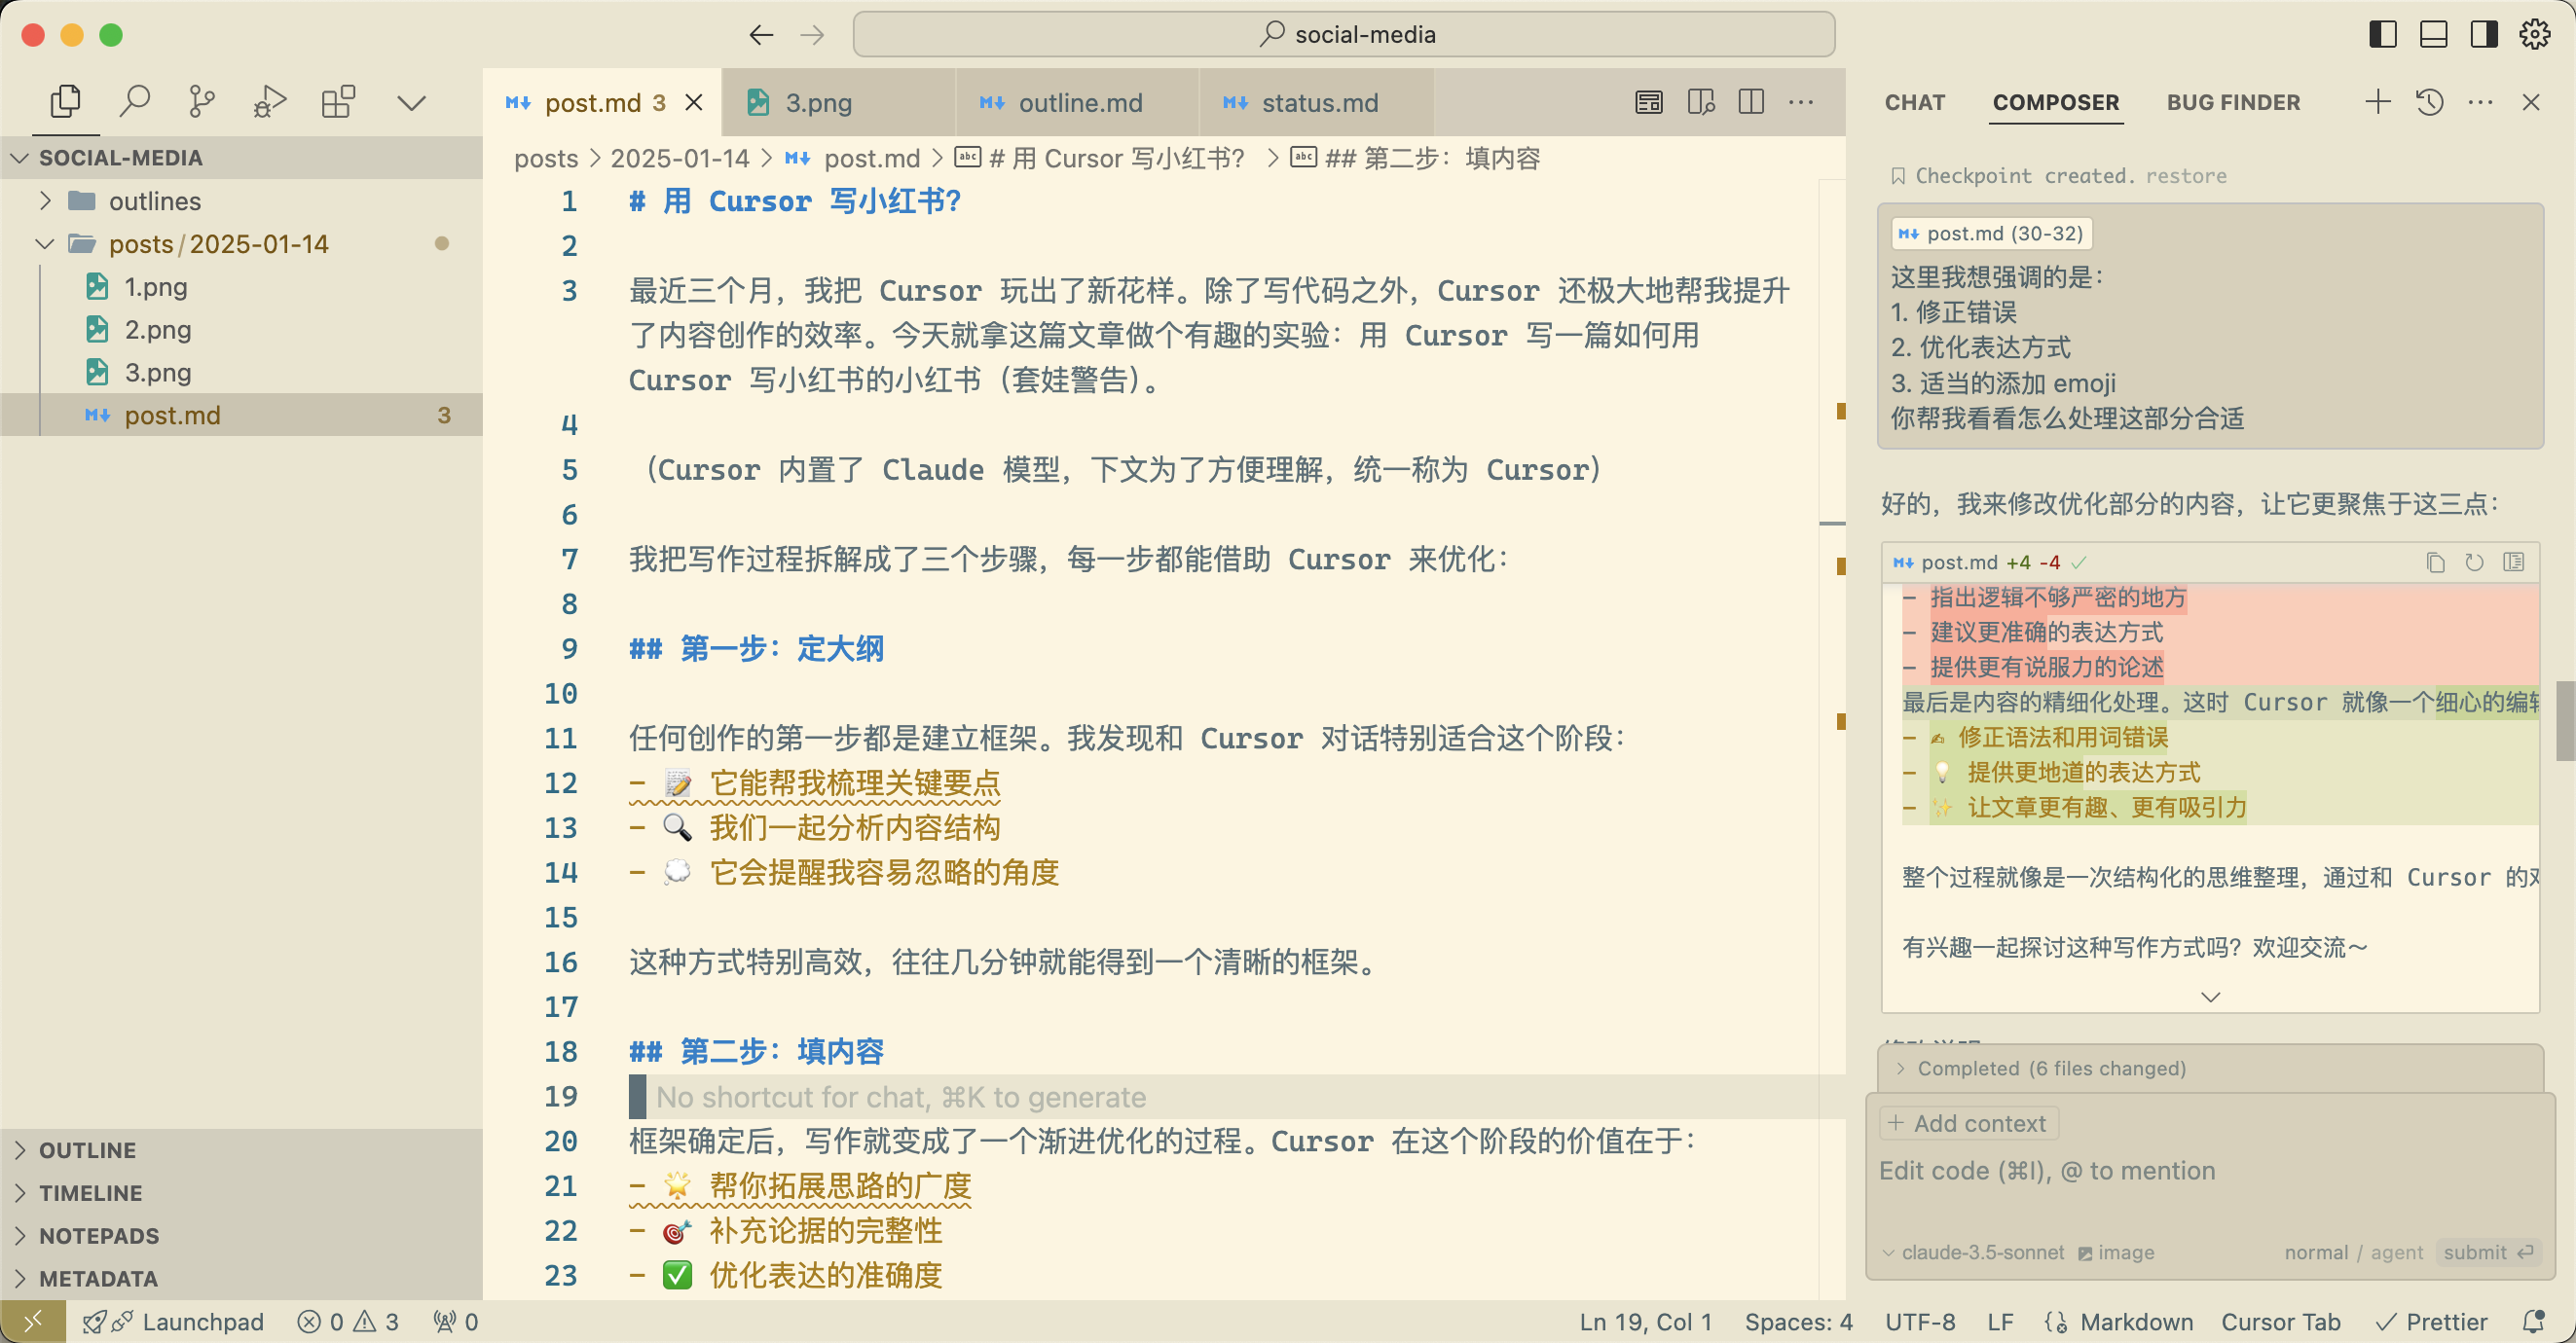 social-media
SOCIAL-MEDIA
outlines
posts/2025-01-14
1.png
2.png
3.png
post.md 3
OUTLINE
TIMELINE
NOTEPADS
METADATA
post.md 3
3.png
outline.md
status.md
posts > 2025-01-14 > post.md > # 用 Cursor 写小红书？ > ## 第二步：填内容
1 # 用 Cursor 写小红书？
2
3 最近三个月，我把 Cursor 玩出了新花样。除了写代码之外，Cursor 还极大地帮我提升
了内容创作的效率。今天就拿这篇文章做个有趣的实验：用 Cursor 写一篇如何用
Cursor 写小红书的小红书（套娃警告）。
4
5 （Cursor 内置了 Claude 模型，下文为了方便理解，统一称为 Cursor）
6
7 我把写作过程拆解成了三个步骤，每一步都能借助 Cursor 来优化：
8
9 ## 第一步：定大纲
10
11 任何创作的第一步都是建立框架。我发现和 Cursor 对话特别适合这个阶段：
12 - 📝 它能帮我梳理关键要点
13 - 🔍 我们一起分析内容结构
14 - 💭 它会提醒我容易忽略的角度
15
16 这种方式特别高效，往往几分钟就能得到一个清晰的框架。
17
18 ## 第二步：填内容
19 No shortcut for chat, ⌘K to generate
20 框架确定后，写作就变成了一个渐进优化的过程。Cursor 在这个阶段的价值在于：
21 - 🌟 帮你拓展思路的广度
22 - 🎯 补充论据的完整性
23 - ✅ 优化表达的准确度
CHAT
COMPOSER
BUG FINDER
Checkpoint created. restore
post.md (30-32)
这里我想强调的是：
1. 修正错误
2. 优化表达方式
3. 适当的添加 emoji
你帮我看看怎么处理这部分合适
好的，我来修改优化部分的内容，让它更聚焦于这三点：
post.md +4 -4
- 指出逻辑不够严密的地方
- 建议更准确的表达方式
- 提供更有说服力的论述
最后是内容的精细化处理。这时 Cursor 就像一个细心的编
- ✍️ 修正语法和用词错误
- 💡 提供更地道的表达方式
- ✨ 让文章更有趣、更有吸引力
整个过程就像是一次结构化的思维整理，通过和 Cursor 的
有兴趣一起探讨这种写作方式吗？欢迎交流～
Completed (6 files changed)
+ Add context
Edit code (⌘I), @ to mention
claude-3.5-sonnet image normal / agent submit
Launchpad 0 3 0
Ln 19, Col 1 Spaces: 4 UTF-8 LF Markdown Cursor Tab Prettier